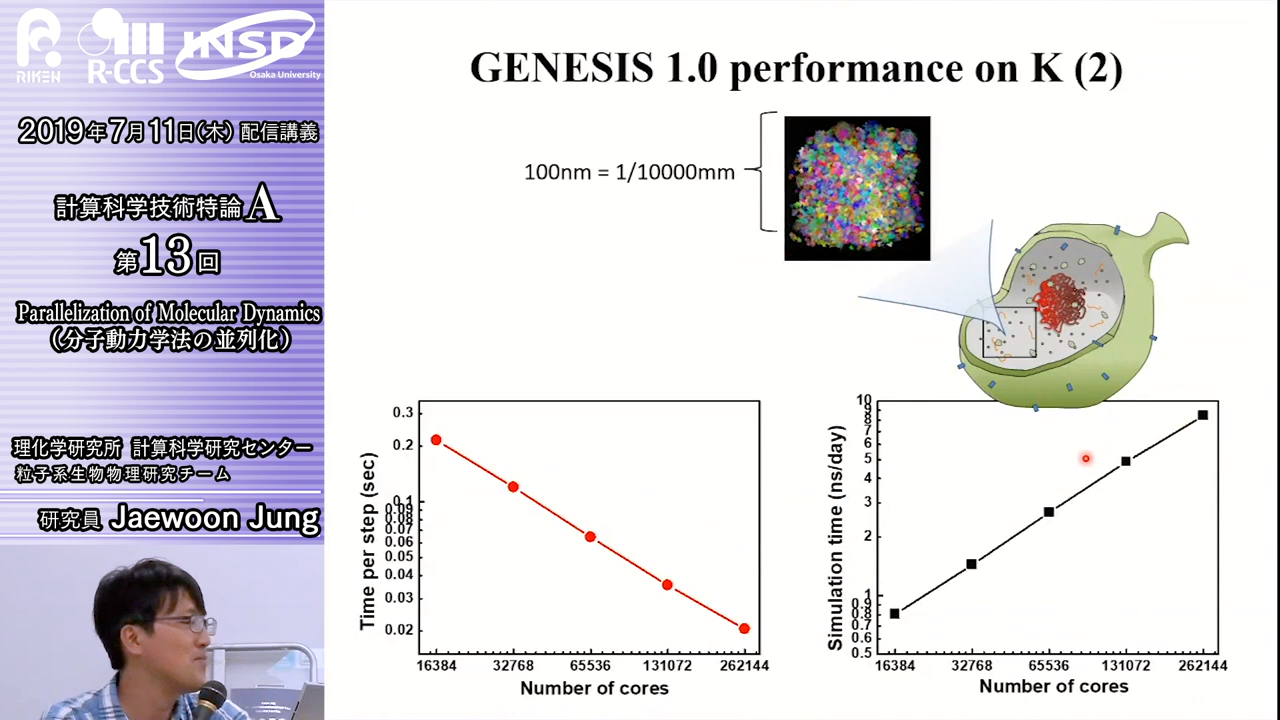 RIKEN
R-CCS
INSD
Osaka University
2019年7月11日(木) 配信講義
計算科学技術特論 A
第13回
Parallelization of Molecular Dynamics
(分子動力学法の並列化)
理化学研究所 計算科学研究センター
粒子系生物物理研究チーム
研究員 Jaewoon Jung
GENESIS 1.0 performance on K (2)
100nm = 1/10000mm
Time per step (sec)
0.3
0.2
0.1
0.09
0.08
0.07
0.06
0.05
0.04
0.03
0.02
16384 32768 65536 131072 262144
Number of cores
Simulation time (ns/day)
10
9
8
7
6
5
4
3
2
1
0.9
0.8
0.7
0.6
0.5
16384 32768 65536 131072 262144
Number of cores